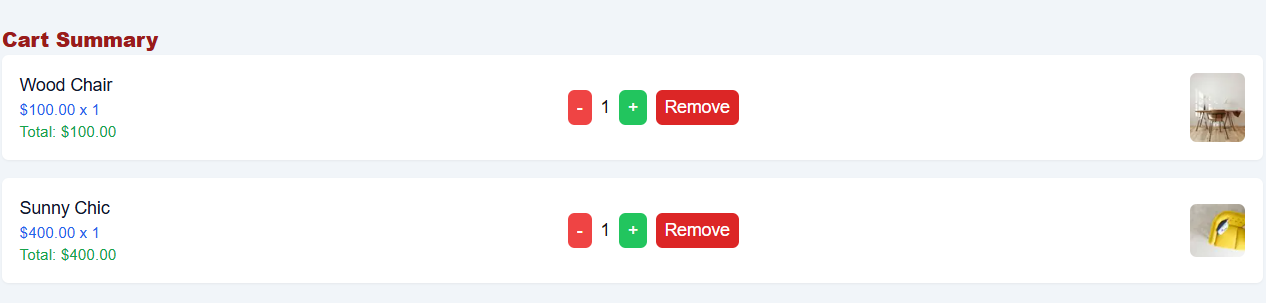 Cart Summary
Wood Chair
$100.00 x 1
Total: $100.00
- 1 + Remove
Sunny Chic
$400.00 x 1
Total: $400.00
- 1 + Remove